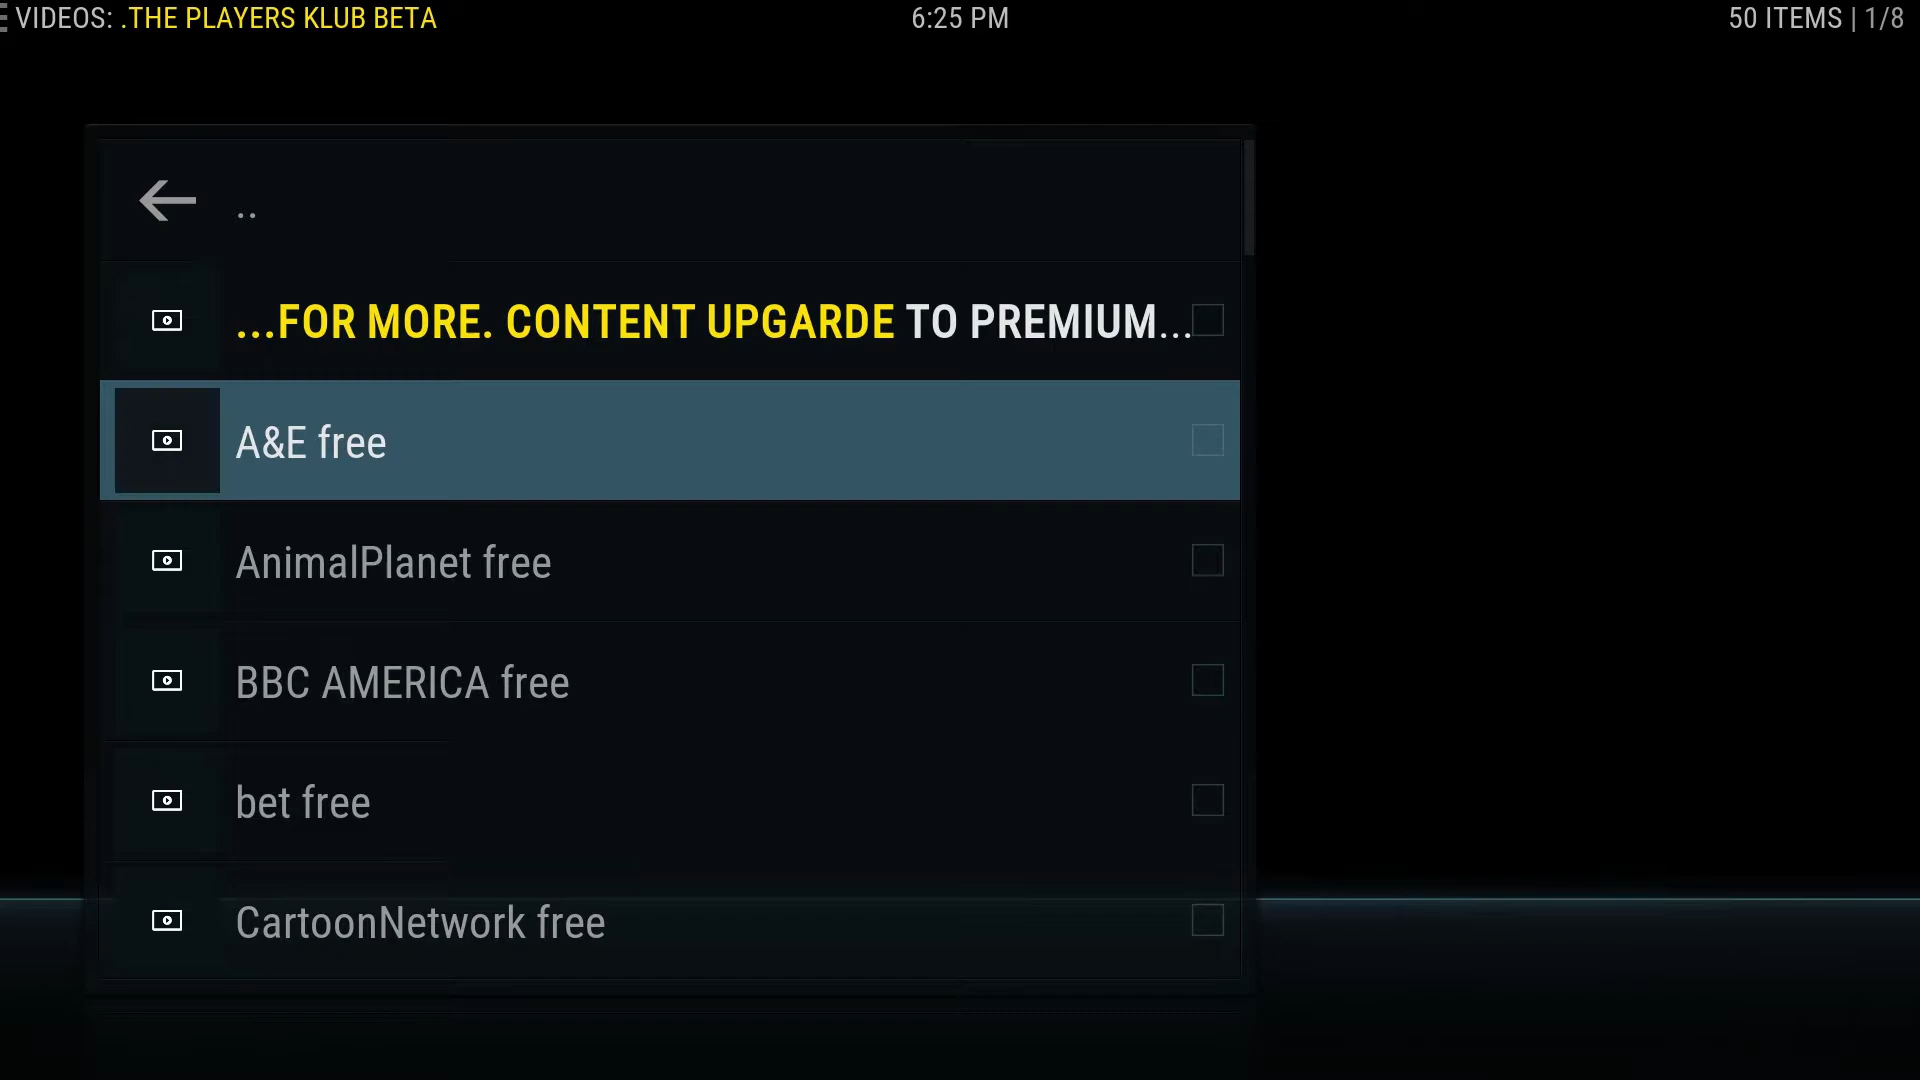 VIDEOS: .THE PLAYERS KLUB BETA
6:25 PM
50 ITEMS | 1/8
..
...FOR MORE. CONTENT UPGARDE TO PREMIUM...
A&E free
AnimalPlanet free
BBC AMERICA free
bet free
CartoonNetwork free